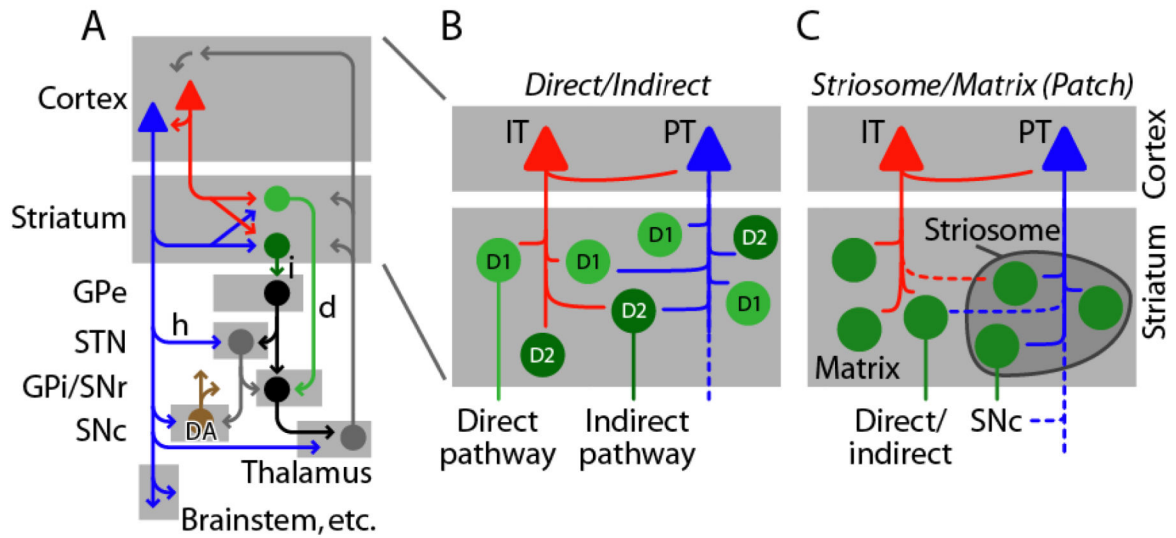 A
Cortex
Striatum
i
GPe
d
h
STN
GPi/SNr
SNc
DA
Thalamus
Brainstem, etc.
B
Direct/Indirect
IT
PT
D1
D2
D1
D1
D2
D1
D2
Direct
pathway
Indirect
pathway
C
Striosome/Matrix (Patch)
IT
PT
Cortex
Striosome
Striatum
Matrix
Direct/
indirect
SNc